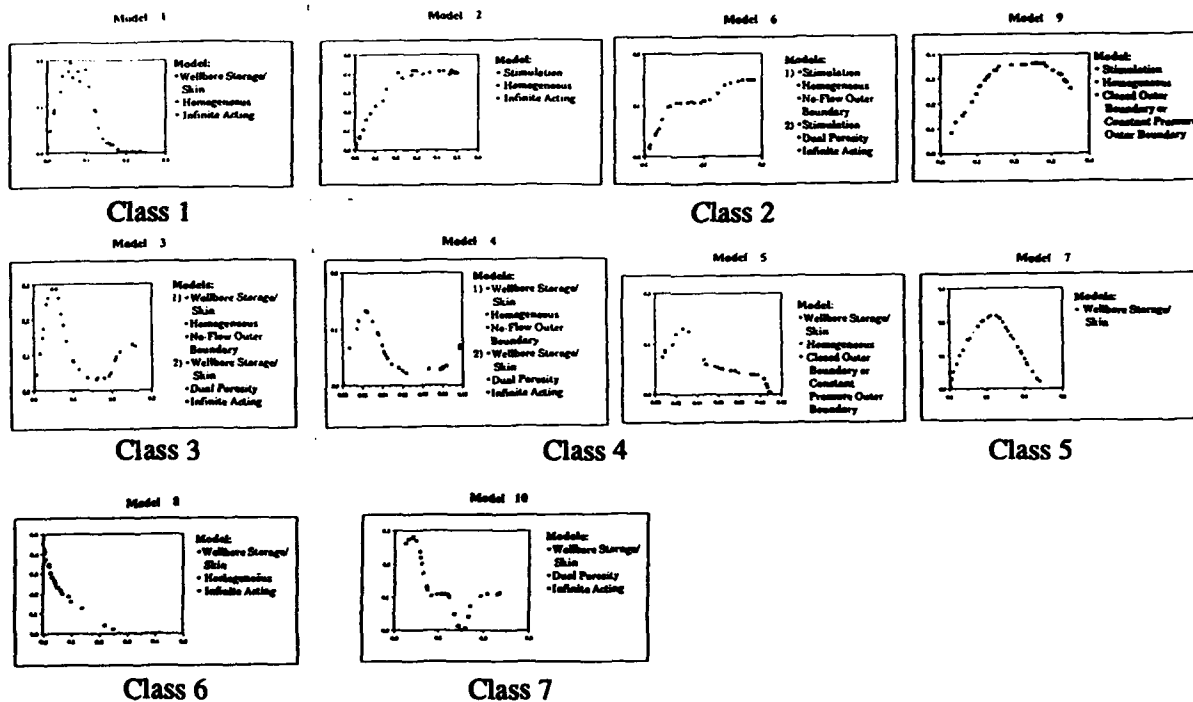 Model 1
Model:
•Wellbore Storage/
Skin
• Homogeneous
• Infinite Acting
Class 1
Model 2
Model:
• Stimulation
• Homogeneous
• Infinite Acting
Model 6
Models:
1) •Stimulation
•Homogeneous
•No-Flow Outer
Boundary
2) •Stimulation
•Dual Porosity
•Infinite Acting
Model 9
Model:
• Stimulation
• Homogeneous
• Closed Outer
Boundary or
Constant Pressure
Outer Boundary
Class 2
Model 3
Models:
1) •Wellbore Storage/
Skin
•Homogeneous
•No-Flow Outer
Boundary
2) •Wellbore Storage/
Skin
•Dual Porosity
•Infinite Acting
Class 3
Model 4
Models:
1) •Wellbore Storage/
Skin
•Homogeneous
•No-Flow Outer
Boundary
2) •Wellbore Storage/
Skin
•Dual Porosity
•Infinite Acting
Model 5
Model:
•Wellbore Storage/
Skin
• Homogeneous
• Closed Outer
Boundary or
Constant
Pressure Outer
Boundary
Class 4
Model 7
Models:
• Wellbore Storage/
Skin
Class 5
Model 8
Model:
•Wellbore Storage/
Skin
• Homogeneous
• Infinite Acting
Class 6
Model 10
Models:
•Wellbore Storage/
Skin
•Dual Porosity
•Infinite Acting
Class 7